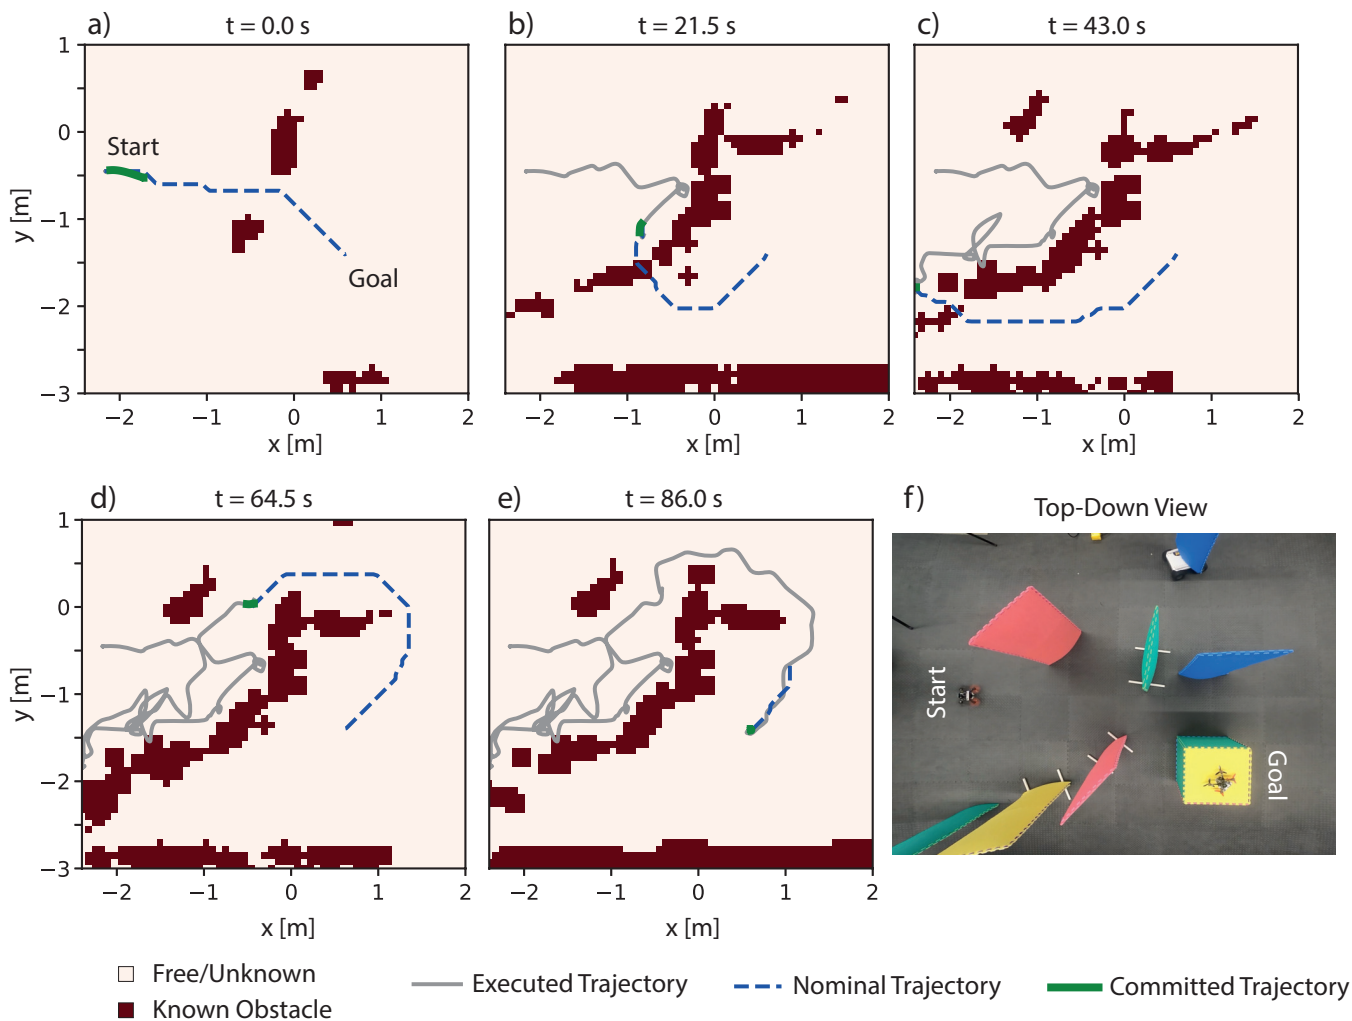 a)
t = 0.0 s
b)
t = 21.5 s
c)
t = 43.0 s
1
0
−1
−2
−3
y [m]
Start
Goal
−2 −1 0 1 2
x [m]
−2 −1 0 1 2
x [m]
−2 −1 0 1 2
x [m]
d)
t = 64.5 s
e)
t = 86.0 s
f)
Top-Down View
1
0
−1
−2
−3
y [m]
−2 −1 0 1 2
x [m]
−2 −1 0 1 2
x [m]
Start
Goal
Free/Unknown
Known Obstacle
Executed Trajectory
Nominal Trajectory
Committed Trajectory